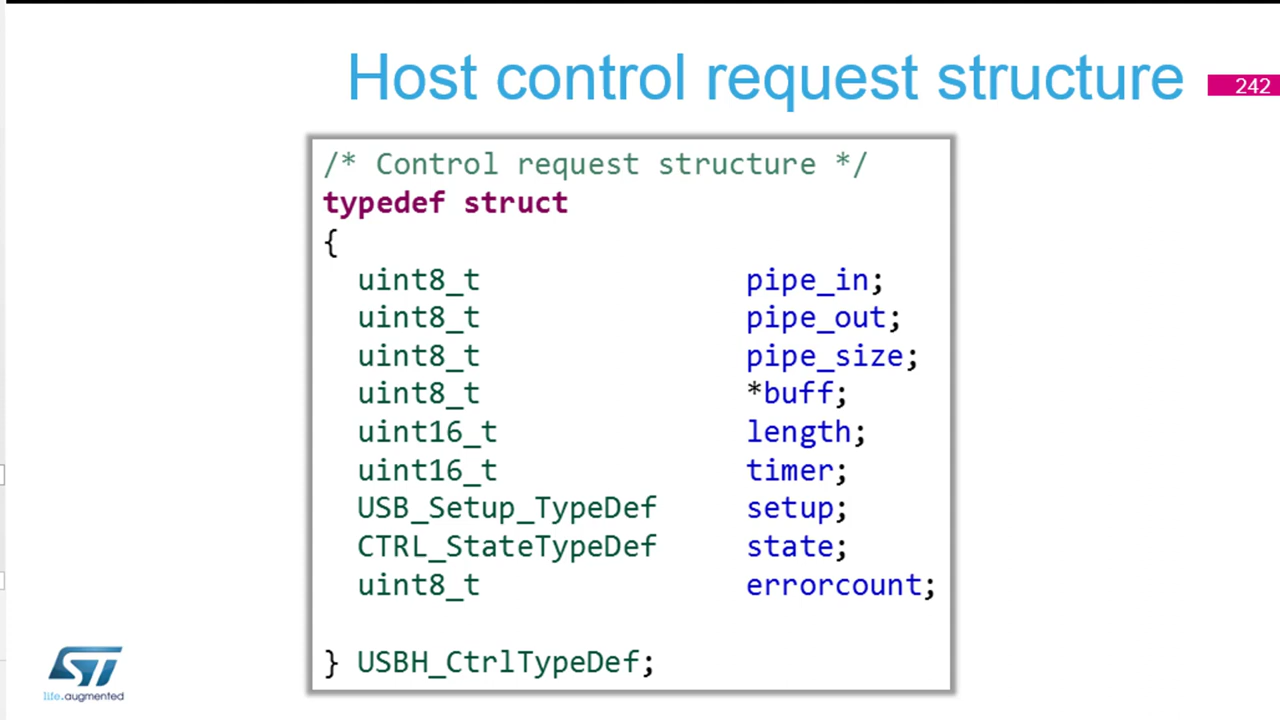 Host control request structure
242
/* Control request structure */
typedef struct
{
uint8_t pipe_in;
uint8_t pipe_out;
uint8_t pipe_size;
uint8_t *buff;
uint16_t length;
uint16_t timer;
USB_Setup_TypeDef setup;
CTRL_StateTypeDef state;
uint8_t errorcount;
} USBH_CtrlTypeDef;
ST
life.augmented